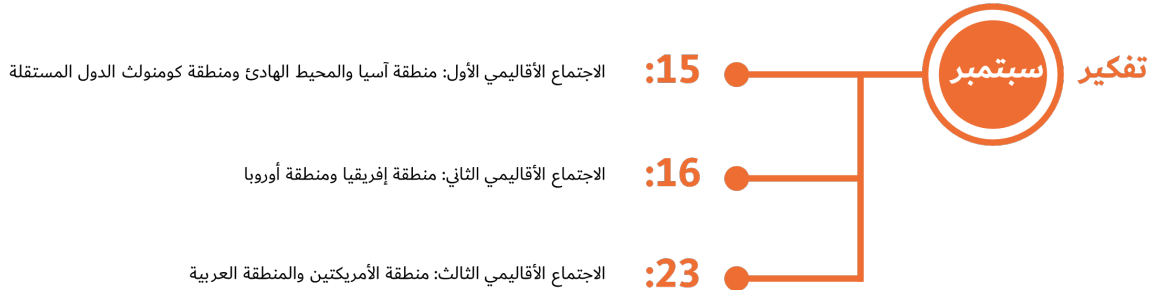 تفكير
سبتمبر
15: الاجتماع الأقاليمي الأول: منطقة آسيا والمحيط الهادئ ومنطقة كومنولث الدول المستقلة
16: الاجتماع الأقاليمي الثاني: منطقة إفريقيا ومنطقة أوروبا
23: الاجتماع الأقاليمي الثالث: منطقة الأمريكتين والمنطقة العربية